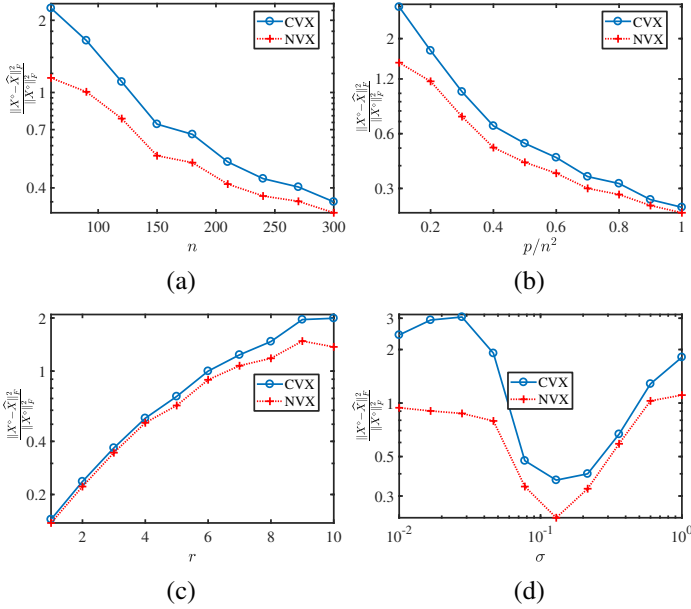 2
1
0.7
0.4
100 150 200 250 300
n
‖X° − X̂‖²_F / ‖X°‖²_F
CVX
NVX
(a)
2
1.2
0.6
0.3
0.2 0.4 0.6 0.8 1
p/n²
‖X° − X̂‖²_F / ‖X°‖²_F
CVX
NVX
(b)
2
1
0.4
0.2
2 4 6 8 10
r
‖X° − X̂‖²_F / ‖X°‖²_F
CVX
NVX
(c)
3
2
1
0.3
10⁻² 10⁻¹ 10⁰
σ
‖X° − X̂‖²_F / ‖X°‖²_F
CVX
NVX
(d)